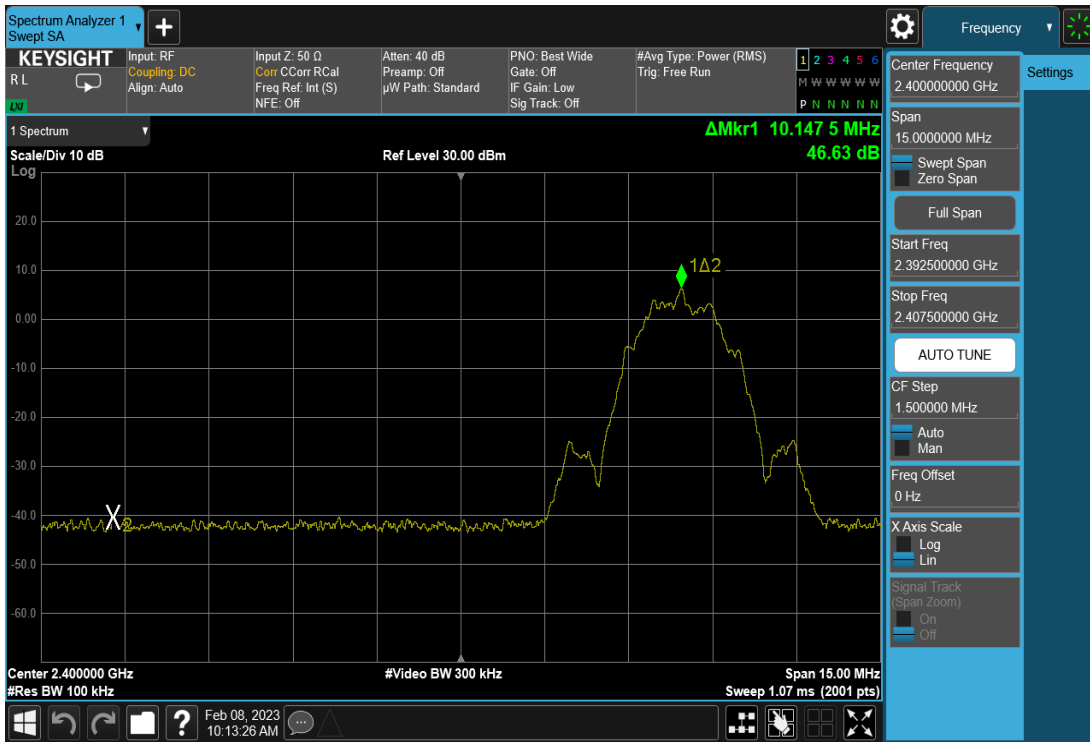 Spectrum Analyzer 1
Swept SA
Frequency
KEYSIGHT
R L
LXI
Input: RF
Coupling: DC
Align: Auto
Input Z: 50 Ω
Corr CCorr RCal
Freq Ref: Int (S)
NFE: Off
Atten: 40 dB
Preamp: Off
µW Path: Standard
PNO: Best Wide
Gate: Off
IF Gain: Low
Sig Track: Off
#Avg Type: Power (RMS)
Trig: Free Run
1 2 3 4 5 6
M W W W W W
P N N N N N
1 Spectrum
ΔMkr1 10.147 5 MHz
46.63 dB
Scale/Div 10 dB
Ref Level 30.00 dBm
Log
20.0
10.0
0.00
-10.0
-20.0
-30.0
-40.0
-50.0
-60.0
1Δ2
2
Center 2.400000 GHz
#Video BW 300 kHz
Span 15.00 MHz
#Res BW 100 kHz
Sweep 1.07 ms (2001 pts)
Center Frequency
2.400000000 GHz
Settings
Span
15.0000000 MHz
Swept Span
Zero Span
Full Span
Start Freq
2.392500000 GHz
Stop Freq
2.407500000 GHz
AUTO TUNE
CF Step
1.500000 MHz
Auto
Man
Freq Offset
0 Hz
X Axis Scale
Log
Lin
Signal Track
(Span Zoom)
On
Off
?
Feb 08, 2023
10:13:26 AM